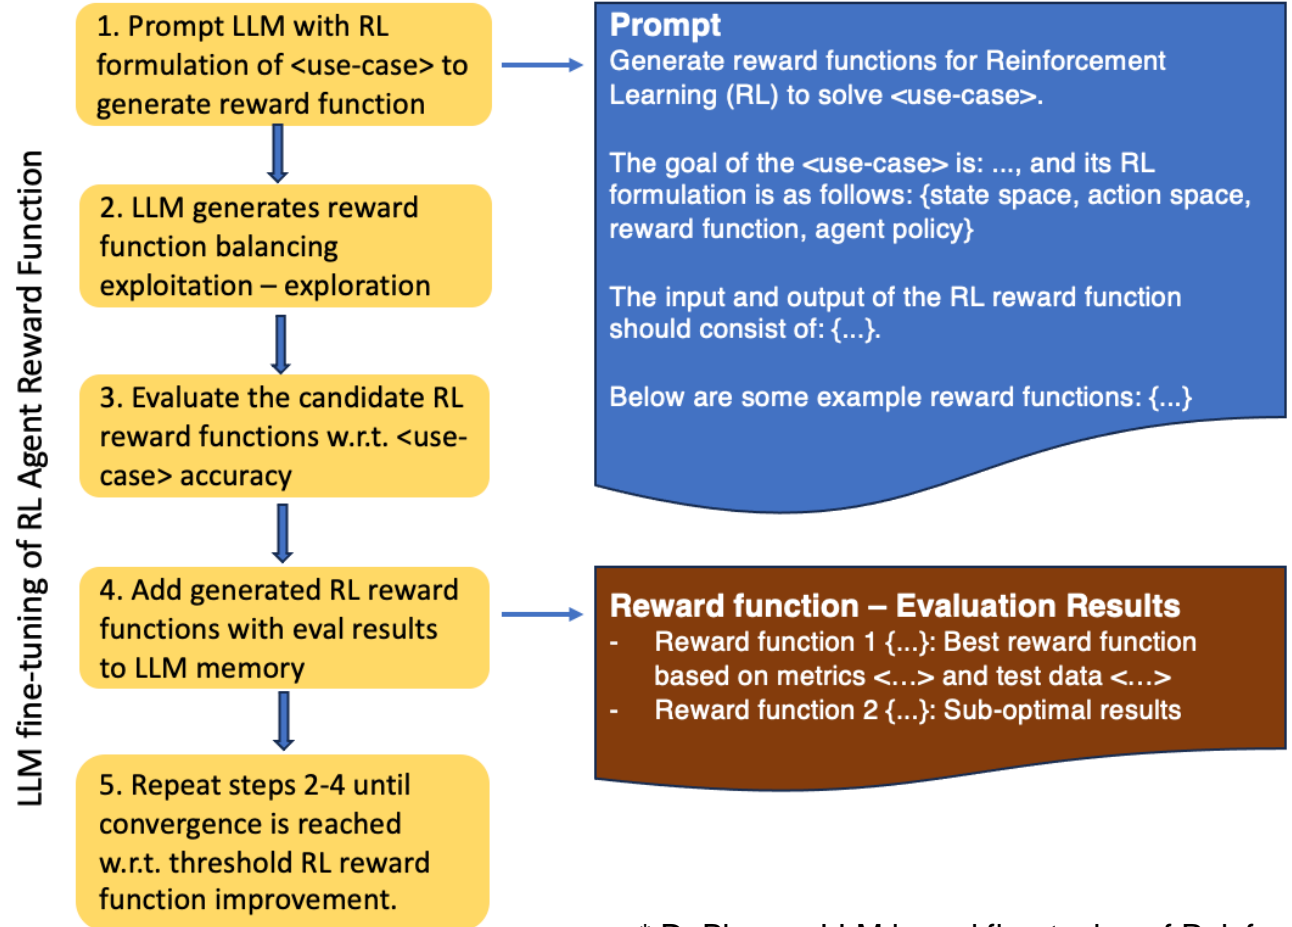 LLM fine-tuning of RL Agent Reward Function
1. Prompt LLM with RL
formulation of <use-case> to
generate reward function
2. LLM generates reward
function balancing
exploitation – exploration
3. Evaluate the candidate RL
reward functions w.r.t. <use-
case> accuracy
4. Add generated RL reward
functions with eval results
to LLM memory
5. Repeat steps 2-4 until
convergence is reached
w.r.t. threshold RL reward
function improvement.
Prompt
Generate reward functions for Reinforcement
Learning (RL) to solve <use-case>.
The goal of the <use-case> is: ..., and its RL
formulation is as follows: {state space, action space,
reward function, agent policy}
The input and output of the RL reward function
should consist of: {...}.
Below are some example reward functions: {...}
Reward function – Evaluation Results
- Reward function 1 {...}: Best reward function
based on metrics <...> and test data <...>
- Reward function 2 {...}: Sub-optimal results